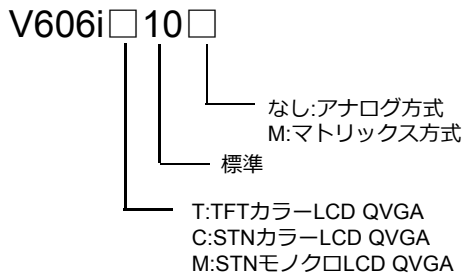 V606i□10□
なし:アナログ方式
M:マトリックス方式
標準
T:TFTカラーLCD QVGA
C:STNカラーLCD QVGA
M:STNモノクロLCD QVGA